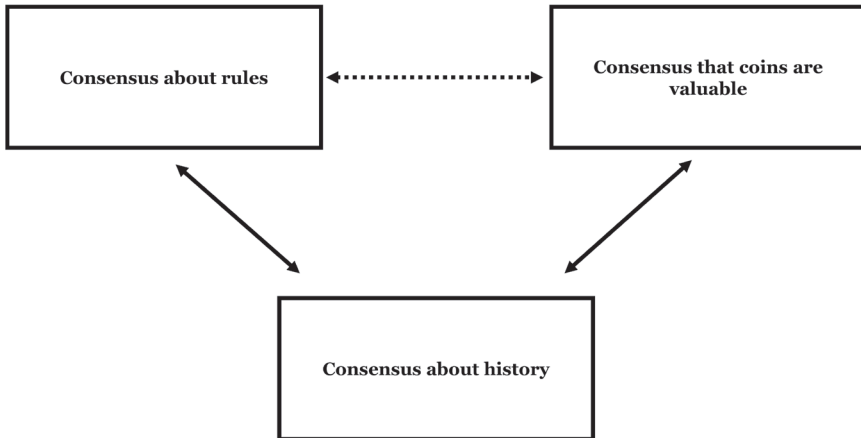 Consensus about rules
Consensus that coins are
valuable
Consensus about history